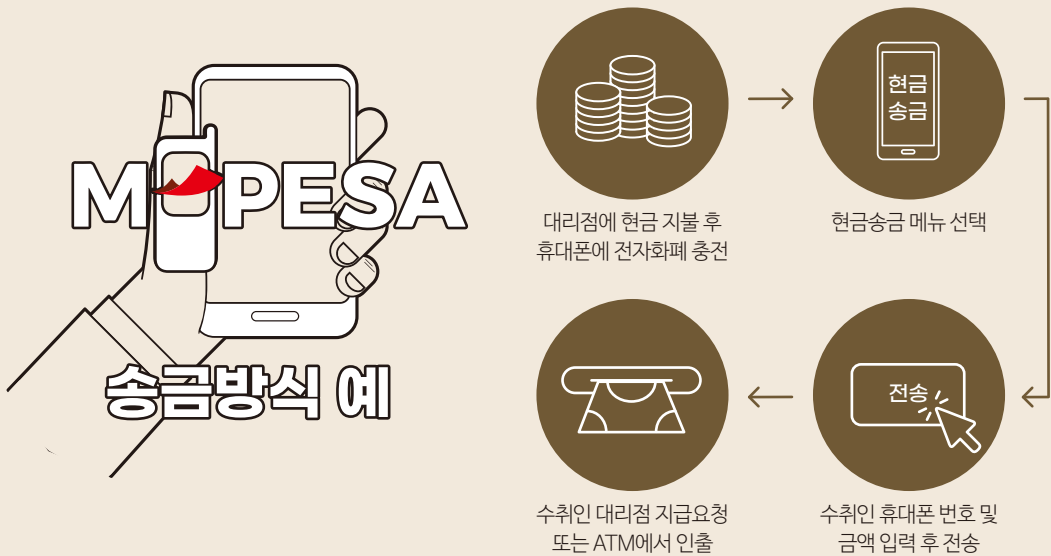 M-PESA
송금방식 예
대리점에 현금 지불 후
휴대폰에 전자화폐 충전
현금
송금
현금송금 메뉴 선택
전송
수취인 휴대폰 번호 및
금액 입력 후 전송
수취인 대리점 지급요청
또는 ATM에서 인출